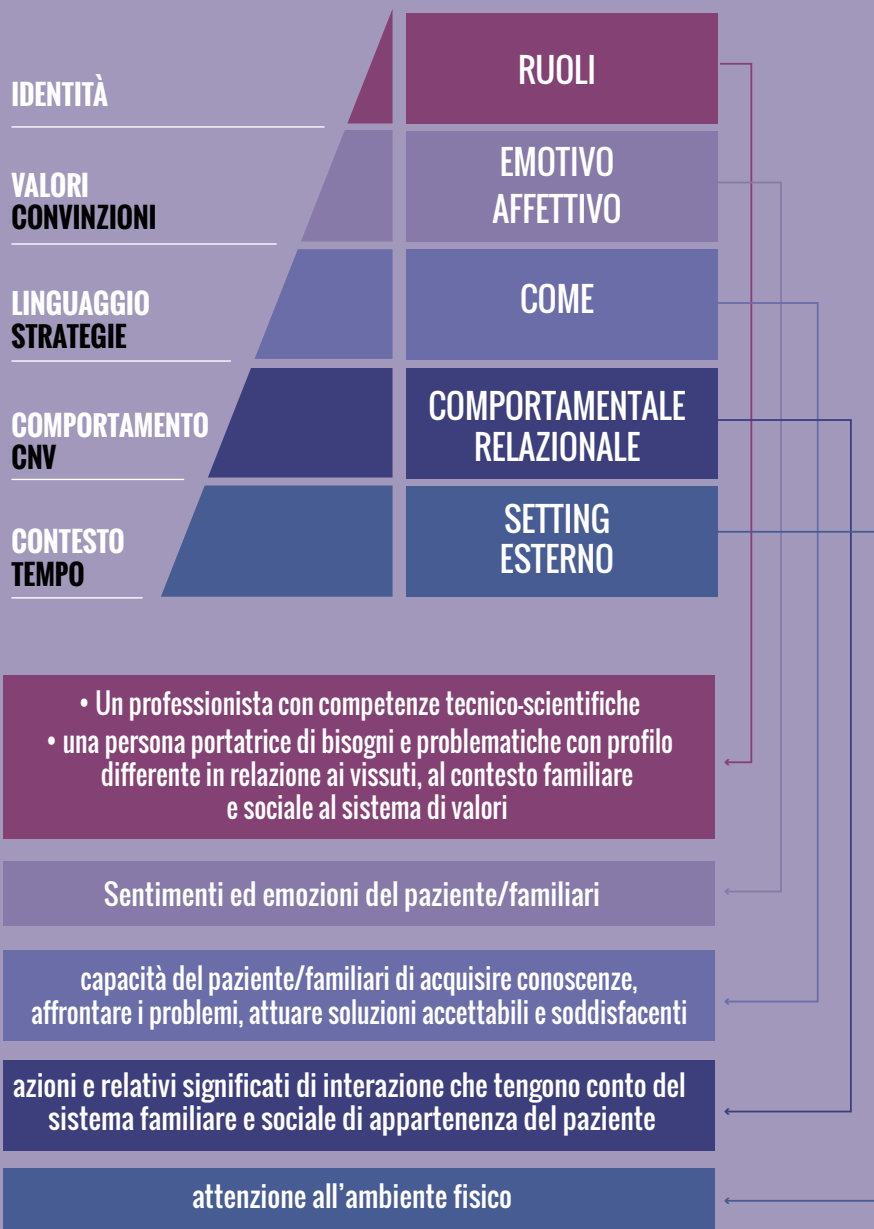 IDENTITÀ
RUOLI
VALORI
CONVINZIONI
EMOTIVO
AFFETTIVO
LINGUAGGIO
STRATEGIE
COME
COMPORTAMENTO
CNV
COMPORTAMENTALE
RELAZIONALE
CONTESTO
TEMPO
SETTING
ESTERNO
• Un professionista con competenze tecnico-scientifiche
• una persona portatrice di bisogni e problematiche con profilo
differente in relazione ai vissuti, al contesto familiare
e sociale al sistema di valori
Sentimenti ed emozioni del paziente/familiari
capacità del paziente/familiari di acquisire conoscenze,
affrontare i problemi, attuare soluzioni accettabili e soddisfacenti
azioni e relativi significati di interazione che tengono conto del
sistema familiare e sociale di appartenenza del paziente
attenzione all'ambiente fisico